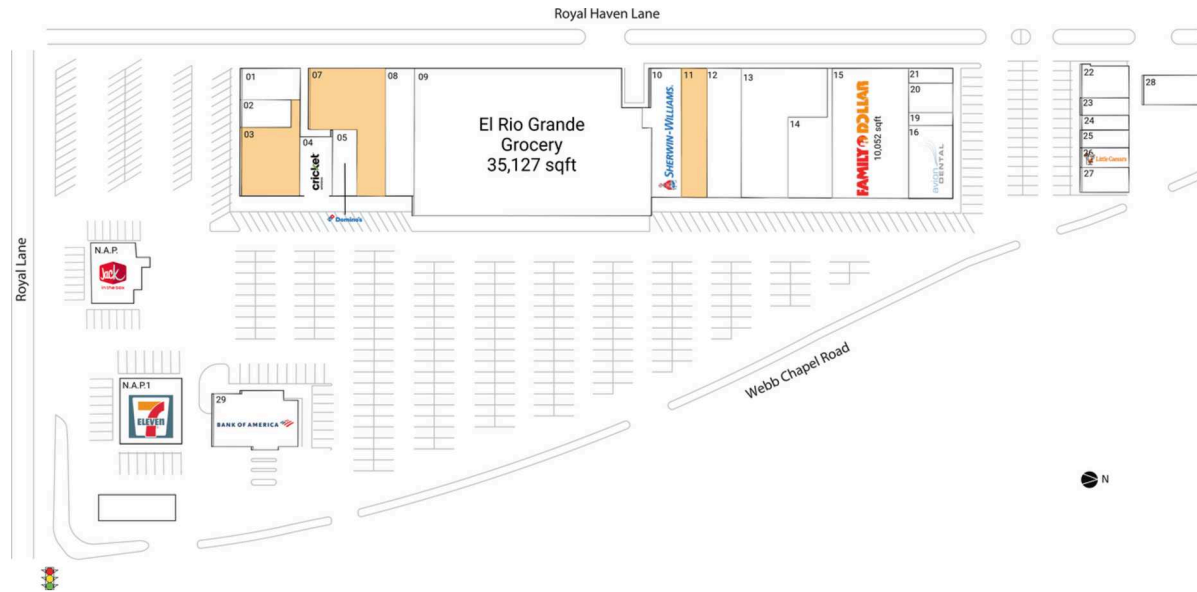 Royal Haven Lane
Royal Lane
01
02
03
04
cricket
05
Domino's
07
08
09
El Rio Grande
Grocery
35,127 sqft
10
SHERWIN-WILLIAMS.
11
12
13
14
15
FAMILY DOLLAR
10,052 sqft
21
20
19
16
DENTAL
22
23
24
25
26
Little Caesars
27
28
N.A.P.
Jack
in the box
N.A.P.1
7
ELEVEN
29
BANK OF AMERICA
Webb Chapel Road
N